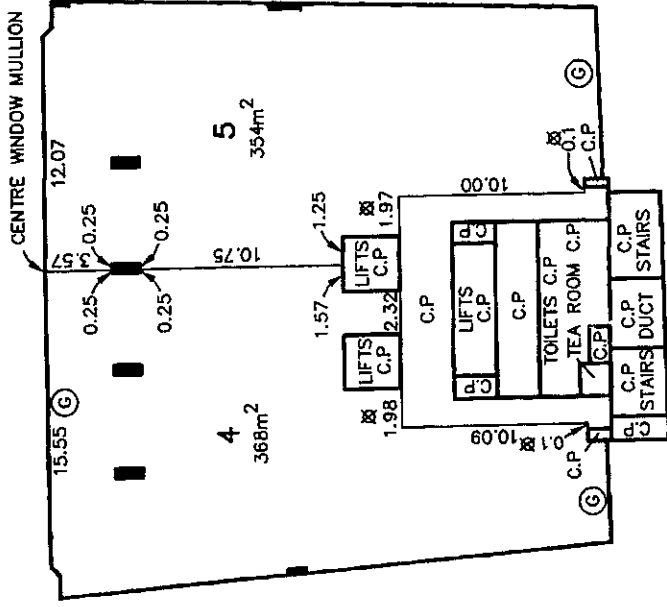 CENTRE WINDOW MULLION
15.55
G
3.57
12.07
0.25
0.25
0.25
0.25
5
354m²
4
368m²
10.75
1.57
1.25
LIFTS
C.P
LIFTS
C.P
1.98
2.32
1.97
C.P
10.09
10.00
C.P
LIFTS
C.P
C.P
C.P
TOILETS C.P
TEA ROOM C.P
C.P
0.1
C.P
0.1
C.P
G
G
C.P
C.P
STAIRS
C.P
DUCT
C.P
STAIRS